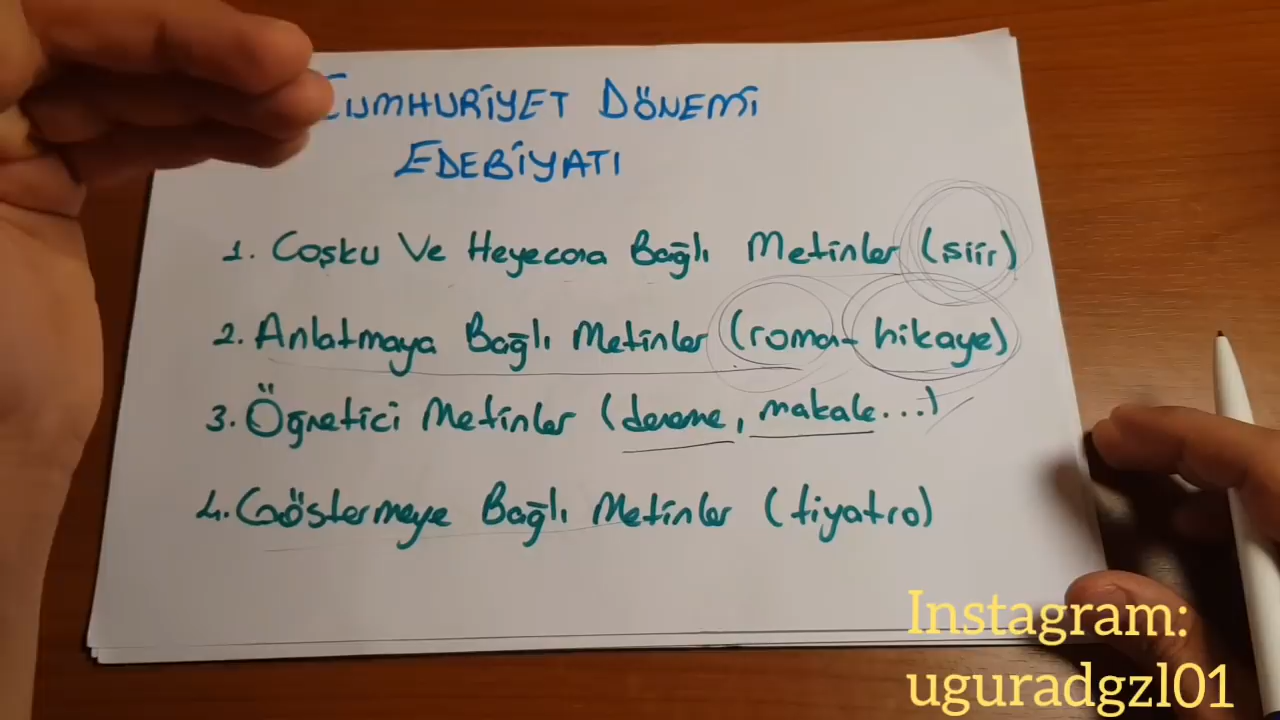 CUMHURİYET DÖNEMİ
EDEBİYATI
1. Coşku Ve Heyecana Bağlı Metinler (şiir)
2. Anlatmaya Bağlı Metinler (roman - hikaye)
3. Öğretici Metinler (deneme, makale...)
4. Göstermeye Bağlı Metinler (tiyatro)
Instagram:
uguradgzl01